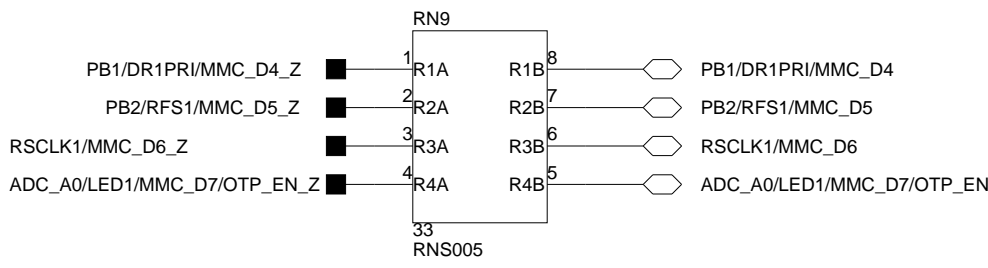 RN9
PB1/DR1PRI/MMC_D4_Z 1 R1A R1B 8 PB1/DR1PRI/MMC_D4
PB2/RFS1/MMC_D5_Z 2 R2A R2B 7 PB2/RFS1/MMC_D5
RSCLK1/MMC_D6_Z 3 R3A R3B 6 RSCLK1/MMC_D6
ADC_A0/LED1/MMC_D7/OTP_EN_Z 4 R4A R4B 5 ADC_A0/LED1/MMC_D7/OTP_EN
33
RNS005